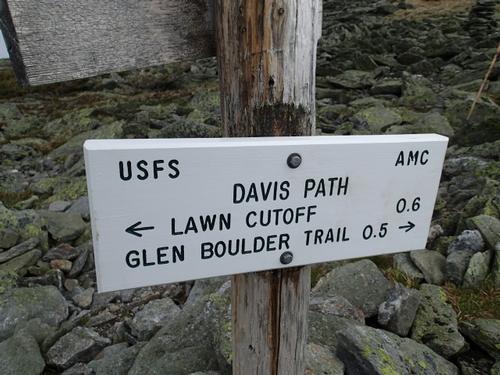 USFS AMC
DAVIS PATH
← LAWN CUTOFF 0.6
GLEN BOULDER TRAIL 0.5 →